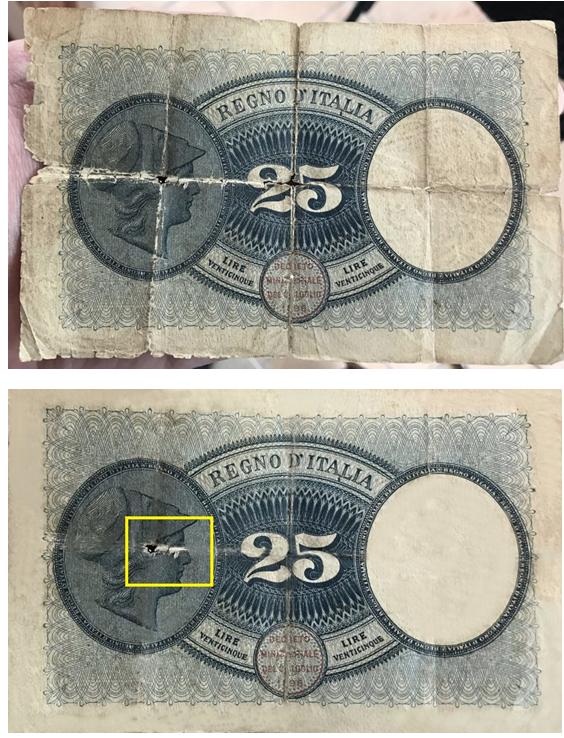 REGNO D'ITALIA
25
LIRE
VENTICINQUE
LIRE
VENTICINQUE
DECRETO
MINISTERIALE
REGNO D'ITALIA
25
LIRE
VENTICINQUE
LIRE
VENTICINQUE
DECRETO
MINISTERIALE